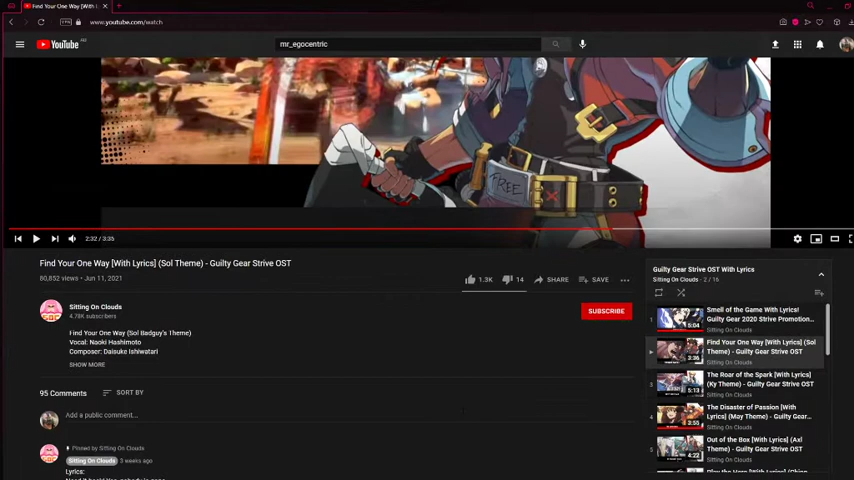 Find Your One Way [With L
www.youtube.com/watch
YouTube
mr_egocentric
FREE
2:32 / 3:35
Find Your One Way [With Lyrics] (Sol Theme) - Guilty Gear Strive OST
80,852 views • Jun 11, 2021
1.3K
14
SHARE
SAVE
Sitting On Clouds
4.78K subscribers
SUBSCRIBE
Find Your One Way (Sol Badguy's Theme)
Vocal: Naoki Hashimoto
Composer: Daisuke Ishiwatari
SHOW MORE
95 Comments
SORT BY
Add a public comment...
Pinned by Sitting On Clouds
Sitting On Clouds 3 weeks ago
Lyrics:
Guilty Gear Strive OST With Lyrics
Sitting On Clouds - 2 / 16
1
5:04
Smell of the Game With Lyrics!
Guilty Gear 2020 Strive Promotion...
Sitting On Clouds
3:36
Find Your One Way [With Lyrics] (Sol
Theme) - Guilty Gear Strive OST
Sitting On Clouds
3
5:13
The Roar of the Spark [With Lyrics]
(Ky Theme) - Guilty Gear Strive OST
Sitting On Clouds
4
3:55
The Disaster of Passion [With
Lyrics] (May Theme) - Guilty Gear...
Sitting On Clouds
5
4:22
Out of the Box [With Lyrics] (Axl
Theme) - Guilty Gear Strive OST
Sitting On Clouds